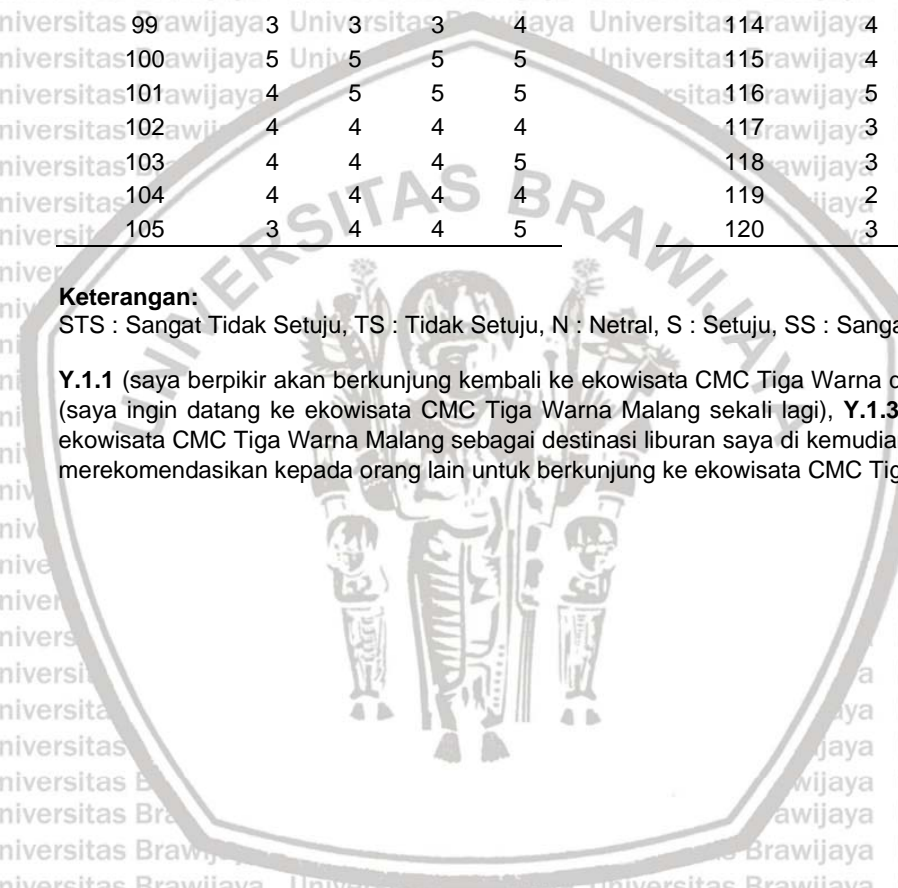 99 3 3 3 4 114 4
100 5 5 5 5 115 4
101 4 5 5 5 116 5
102 4 4 4 4 117 3
103 4 4 4 5 118 3
104 4 4 4 4 119 2
105 3 4 4 5 120 3
Keterangan:
STS : Sangat Tidak Setuju, TS : Tidak Setuju, N : Netral, S : Setuju, SS :
Y.1.1 (saya berpikir akan berkunjung kembali ke ekowisata CMC Tiga Warna
(saya ingin datang ke ekowisata CMC Tiga Warna Malang sekali lagi), Y.1.3
ekowisata CMC Tiga Warna Malang sebagai destinasi liburan saya di
merekomendasikan kepada orang lain untuk berkunjung ke ekowisata CMC
UNIVERSITAS BRAWIJAYA